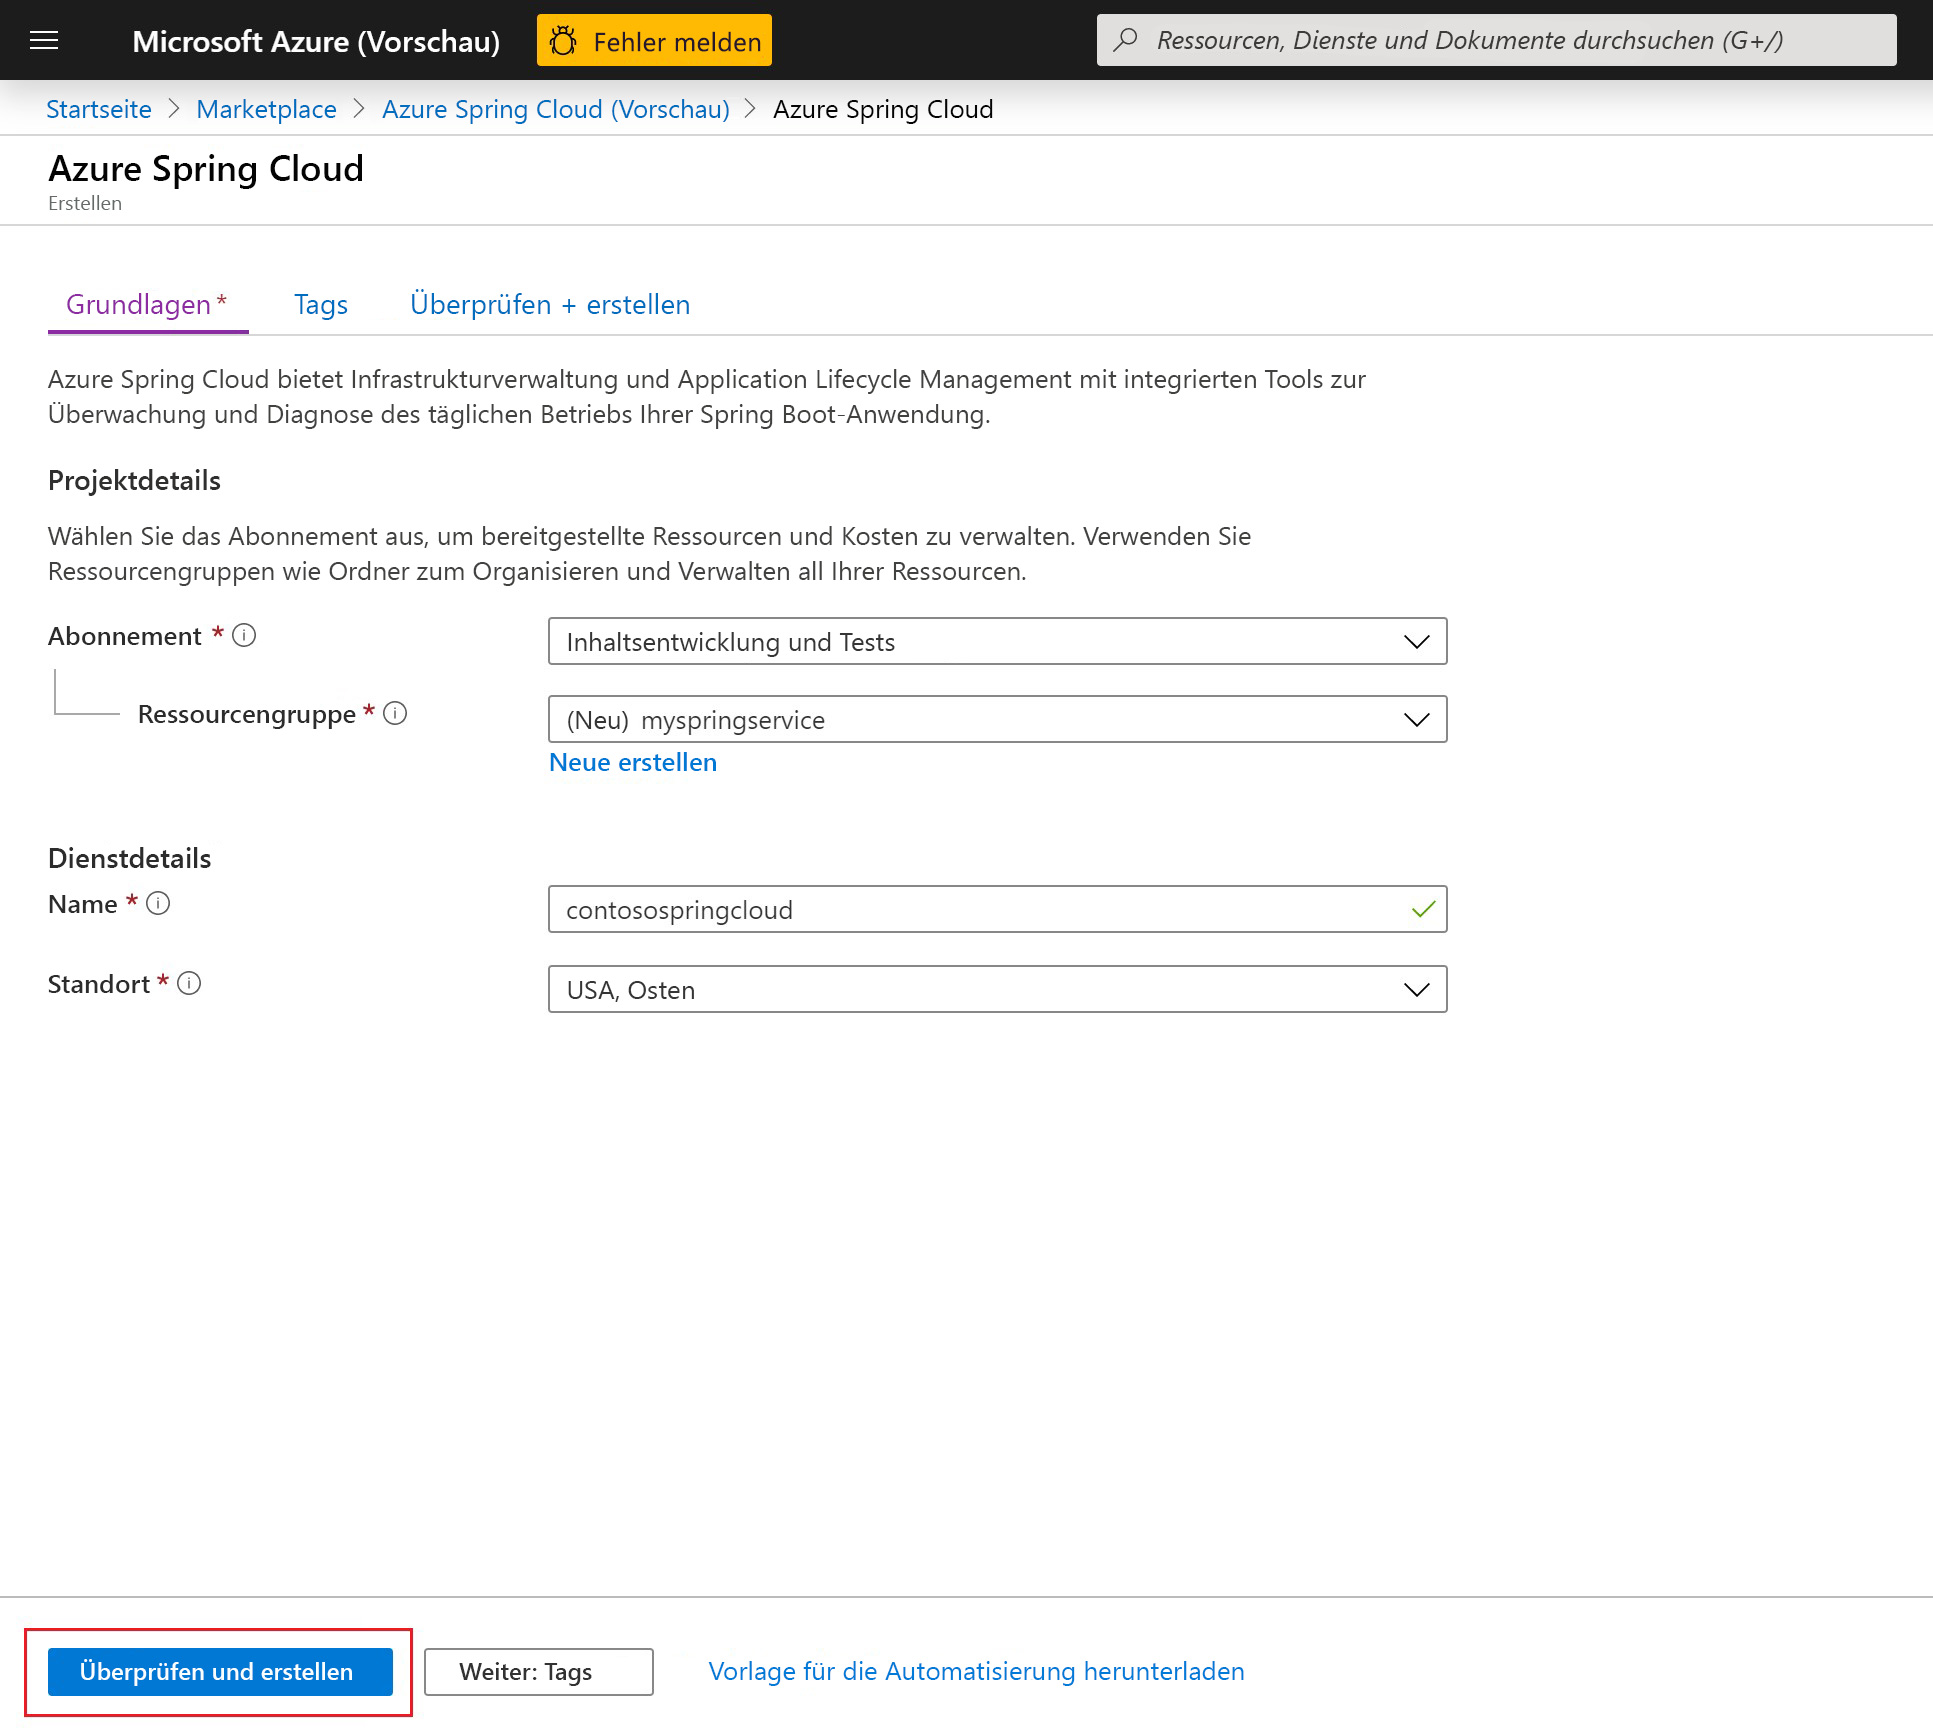 Microsoft Azure (Vorschau)
Fehler melden
Ressourcen, Dienste und Dokumente durchsuchen (G+/)
Startseite > Marketplace > Azure Spring Cloud (Vorschau) > Azure Spring Cloud
Azure Spring Cloud
Erstellen
Grundlagen *
Tags
Überprüfen + erstellen
Azure Spring Cloud bietet Infrastrukturverwaltung und Application Lifecycle Management mit integrierten Tools zur
Überwachung und Diagnose des täglichen Betriebs Ihrer Spring Boot-Anwendung.
Projektdetails
Wählen Sie das Abonnement aus, um bereitgestellte Ressourcen und Kosten zu verwalten. Verwenden Sie
Ressourcengruppen wie Ordner zum Organisieren und Verwalten all Ihrer Ressourcen.
Abonnement *
Inhaltsentwicklung und Tests
Ressourcengruppe *
(Neu) myspringservice
Neue erstellen
Dienstdetails
Name *
contosospringcloud
Standort *
USA, Osten
Überprüfen und erstellen
Weiter: Tags
Vorlage für die Automatisierung herunterladen